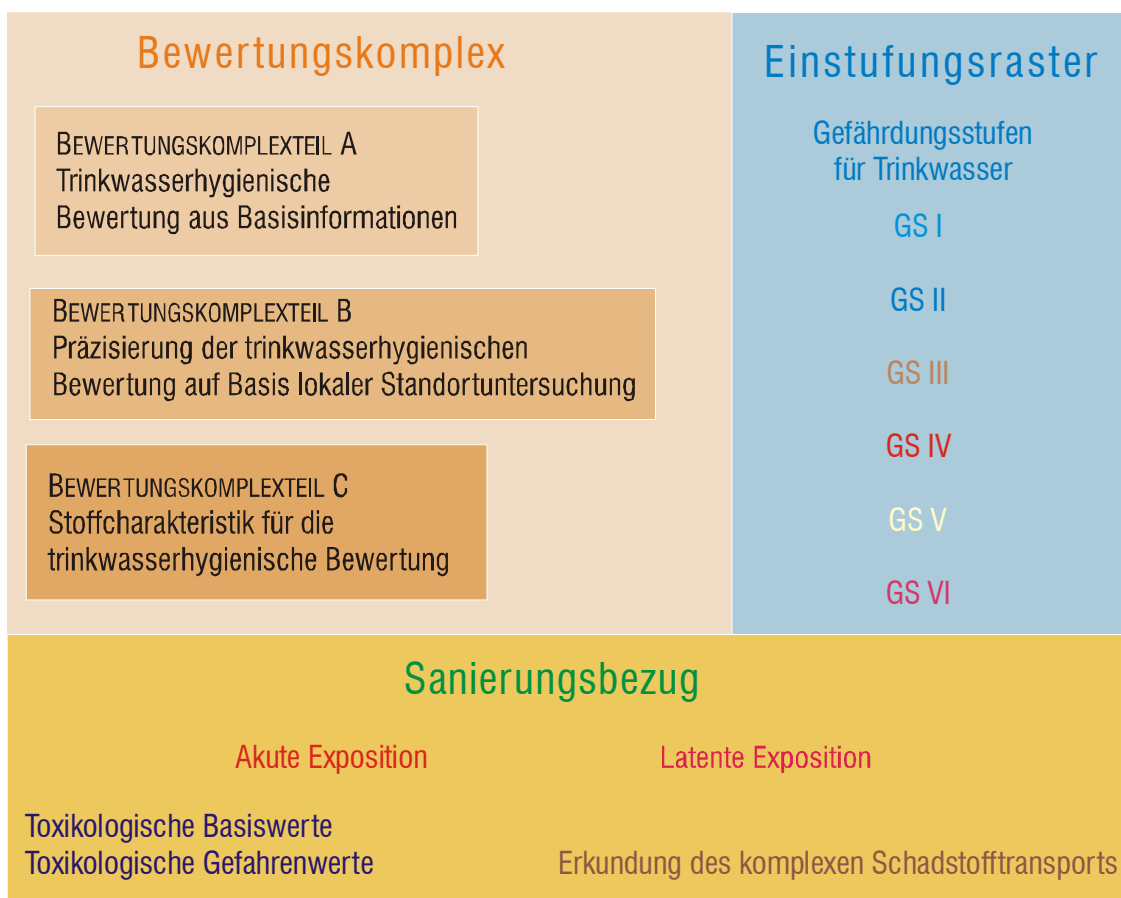 Bewertungskomplex
BEWERTUNGSKOMPLEXTEIL A
Trinkwasserhygienische
Bewertung aus Basisinformationen
BEWERTUNGSKOMPLEXTEIL B
Präzisierung der trinkwasserhygienischen
Bewertung auf Basis lokaler Standortuntersuchung
BEWERTUNGSKOMPLEXTEIL C
Stoffcharakteristik für die
trinkwasserhygienische Bewertung
Einstufungsraster
Gefährdungsstufen
für Trinkwasser
GS I
GS II
GS III
GS IV
GS V
GS VI
Sanierungsbezug
Akute Exposition
Latente Exposition
Toxikologische Basiswerte
Toxikologische Gefahrenwerte
Erkundung des komplexen Schadstofftransports